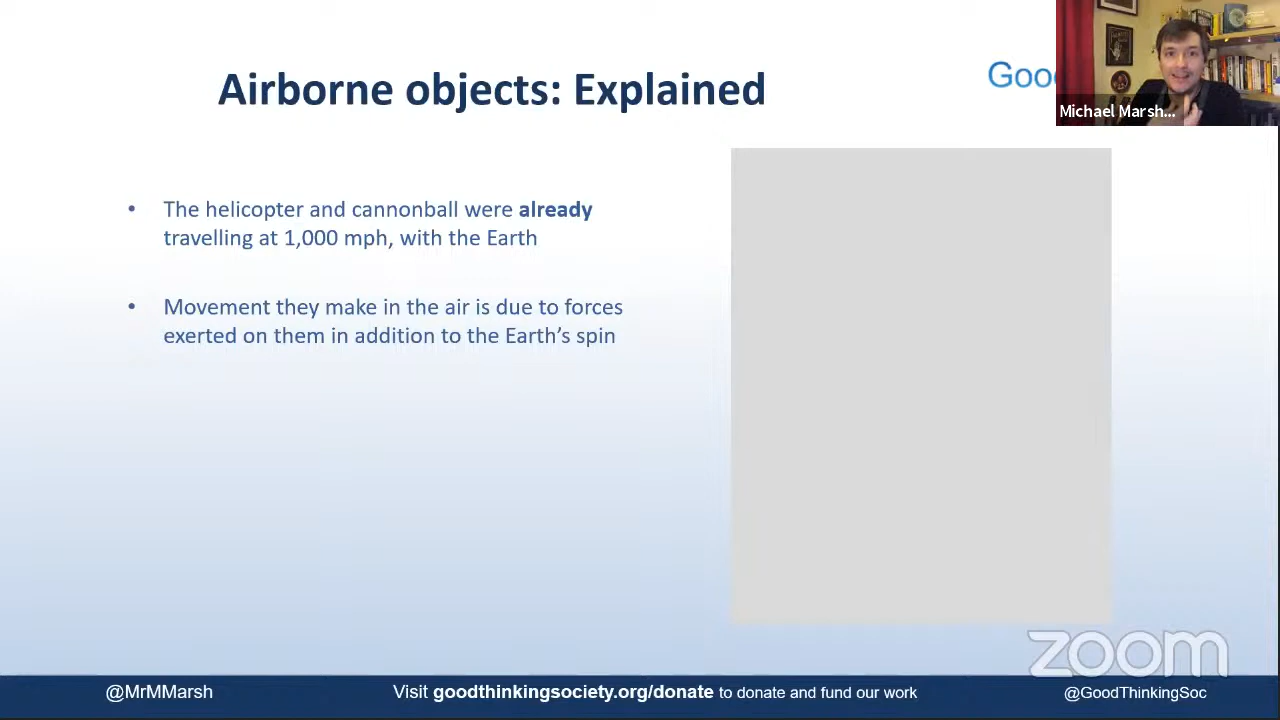 Airborne objects: Explained
Goo
Michael Marsh...
• The helicopter and cannonball were already
travelling at 1,000 mph, with the Earth
• Movement they make in the air is due to forces
exerted on them in addition to the Earth’s spin
zoom
@MrMMarsh
Visit goodthinkingsociety.org/donate to donate and fund our work
@GoodThinkingSoc